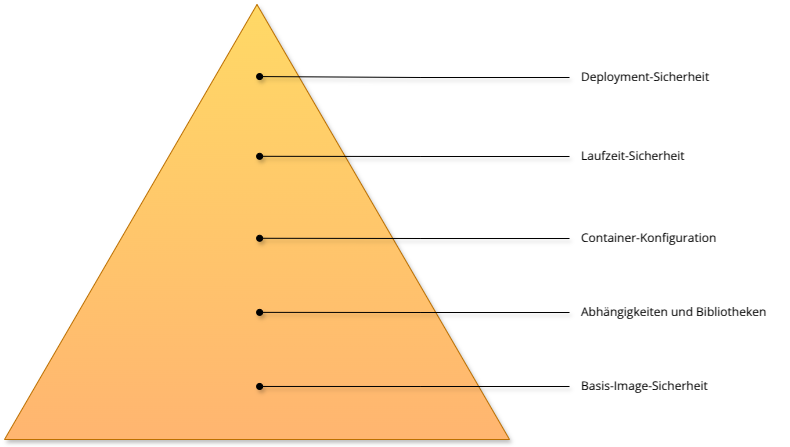 Deployment-Sicherheit
Laufzeit-Sicherheit
Container-Konfiguration
Abhängigkeiten und Bibliotheken
Basis-Image-Sicherheit